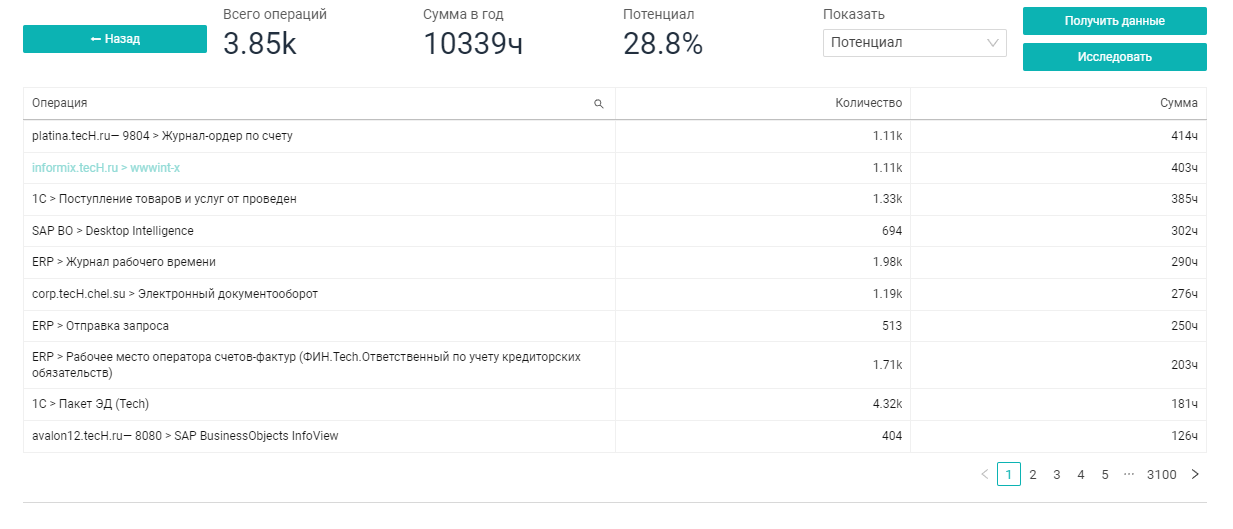 ← Назад
Всего операций
3.85k
Сумма в год
10339ч
Потенциал
28.8%
Показать
Потенциал
Получить данные
Исследовать
Операция Количество Сумма
platina.tecH.ru— 9804 > Журнал-ордер по счету 1.11k 414ч
informix.tecH.ru > wwwint-x 1.11k 403ч
1С > Поступление товаров и услуг от проведен 1.33k 385ч
SAP BO > Desktop Intelligence 694 302ч
ERP > Журнал рабочего времени 1.98k 290ч
corp.tecH.chel.su > Электронный документооборот 1.19k 276ч
ERP > Отправка запроса 513 250ч
ERP > Рабочее место оператора счетов-фактур (ФИН.Tech.Ответственный по учету кредиторских
обязательств) 1.71k 203ч
1С > Пакет ЭД (Tech) 4.32k 181ч
avalon12.tecH.ru— 8080 > SAP BusinessObjects InfoView 404 126ч
< 1 2 3 4 5 ··· 3100 >